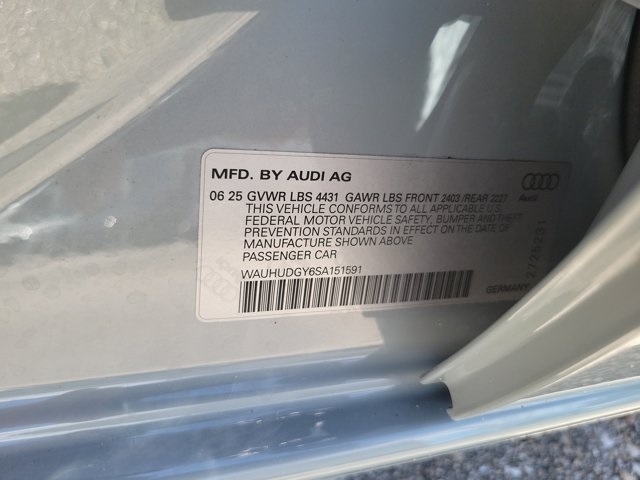 MFD. BY AUDI AG
06 25 GVWR LBS 4431 GAWR LBS FRONT 2403 /REAR 2227
THIS VEHICLE CONFORMS TO ALL APPLICABLE U.S
FEDERAL MOTOR VEHICLE SAFETY, BUMPER AND THEFT
PREVENTION STANDARDS IN EFFECT ON THE DATE OF
MANUFACTURE SHOWN ABOVE
PASSENGER CAR
WAUHUDGY6SA151591
Audi
GERMANY